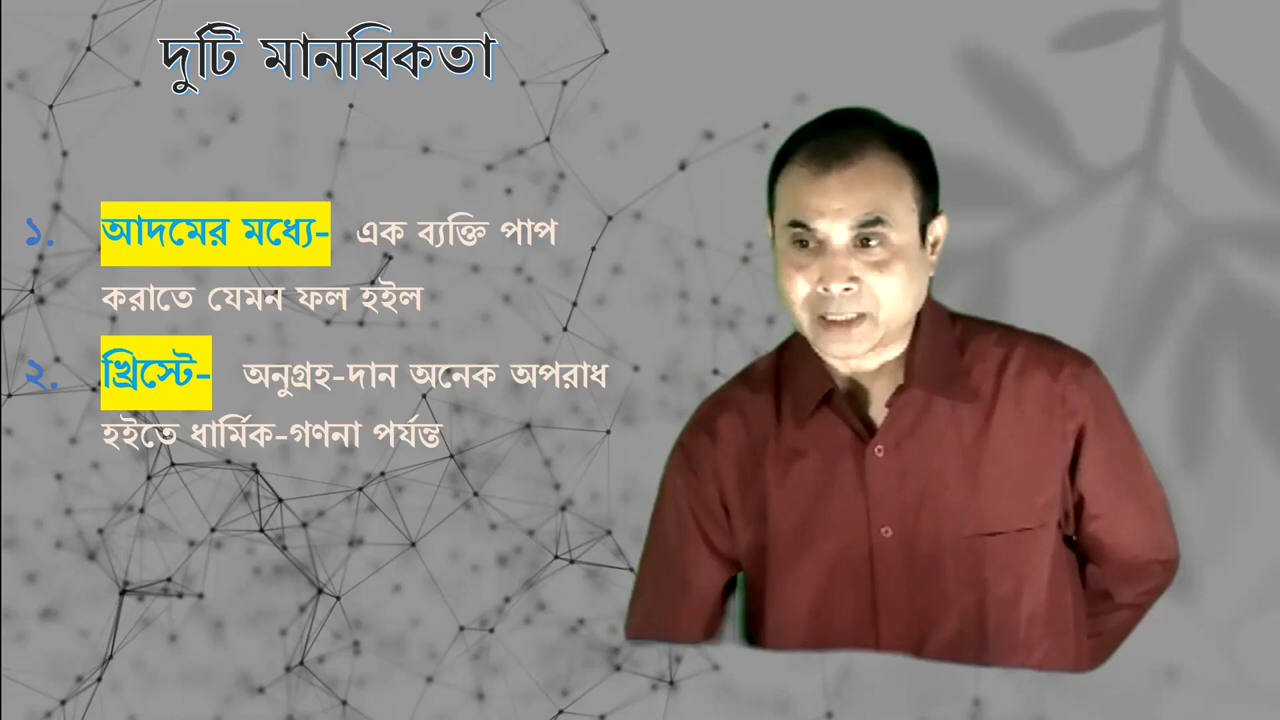 দুটি মানবিকতা
১. আদমের মধ্যে- এক ব্যক্তি পাপ
করাতে যেমন ফল হইল
২. খ্রিস্টে- অনুগ্রহ-দান অনেক অপরাধ
হইতে ধার্মিক-গণনা পর্যন্ত